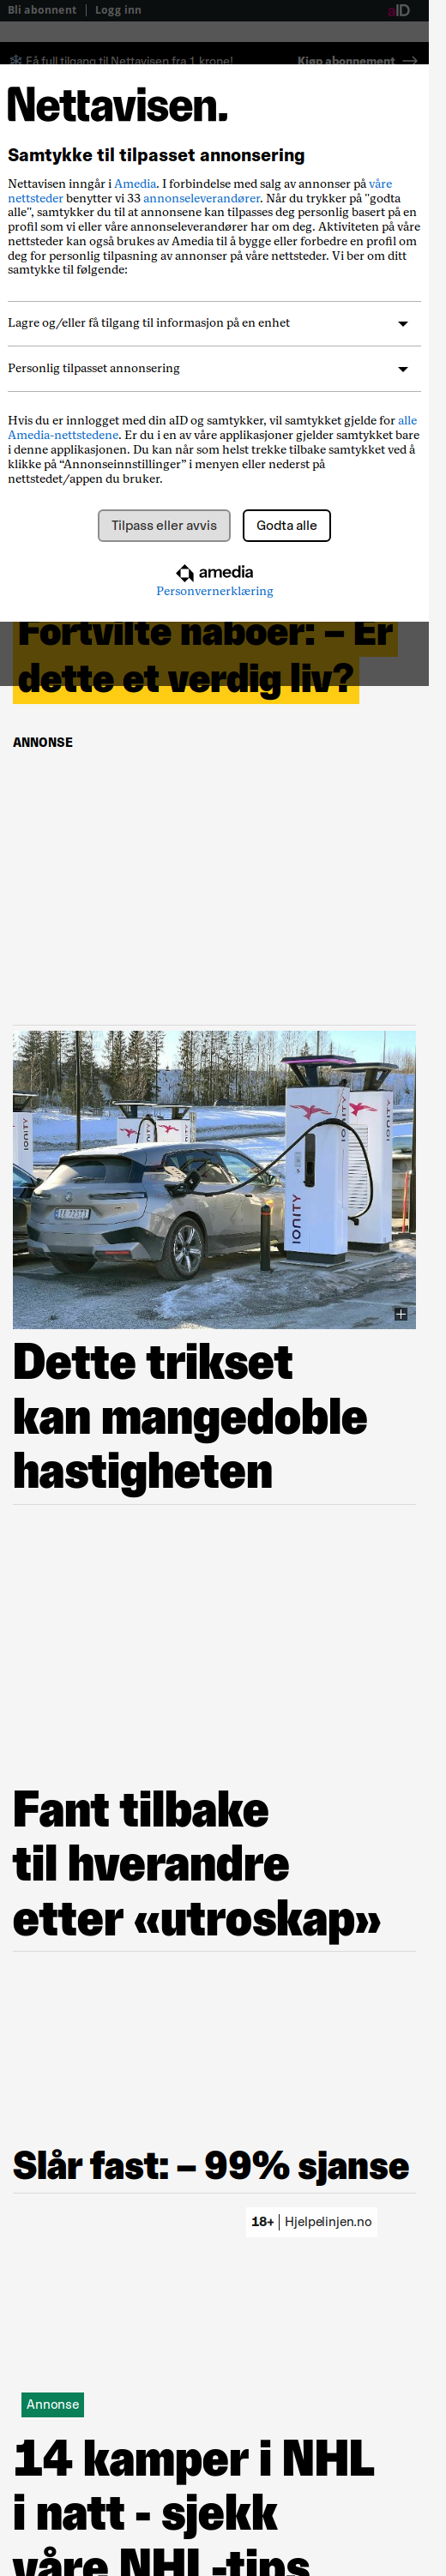 Bli abonnent | Logg inn
aID
Få full tilgang til Nettavisen fra 1 krone!
Kjøp abonnement →
Nettavisen.
Samtykke til tilpasset annonsering
Nettavisen inngår i Amedia. I forbindelse med salg av annonser på våre
nettsteder benytter vi 33 annonseleverandører. Når du trykker på "godta
alle", samtykker du til at annonsene kan tilpasses deg personlig basert på en
profil som vi eller våre annonseleverandører har om deg. Aktiviteten på våre
nettsteder kan også brukes av Amedia til å bygge eller forbedre en profil om
deg for personlig tilpasning av annonser på våre nettsteder. Vi ber om ditt
samtykke til følgende:
Lagre og/eller få tilgang til informasjon på en enhet
Personlig tilpasset annonsering
Hvis du er innlogget med din aID og samtykker, vil samtykket gjelde for alle
Amedia-nettstedene. Er du i en av våre applikasjoner gjelder samtykket bare
i denne applikasjonen. Du kan når som helst trekke tilbake samtykket ved å
klikke på “Annonseinnstillinger” i menyen eller nederst på
nettstedet/appen du bruker.
Tilpass eller avvis
Godta alle
amedia
Personvernerklæring
Fortvilte naboer: – Er
dette et verdig liv?
ANNONSE
IONITY
IONITY
Dette trikset
kan mangedoble
hastigheten
Fant tilbake
til hverandre
etter «utroskap»
Slår fast: – 99% sjanse
18+ | Hjelpelinjen.no
Annonse
14 kamper i NHL
i natt - sjekk
våre NHL-tips